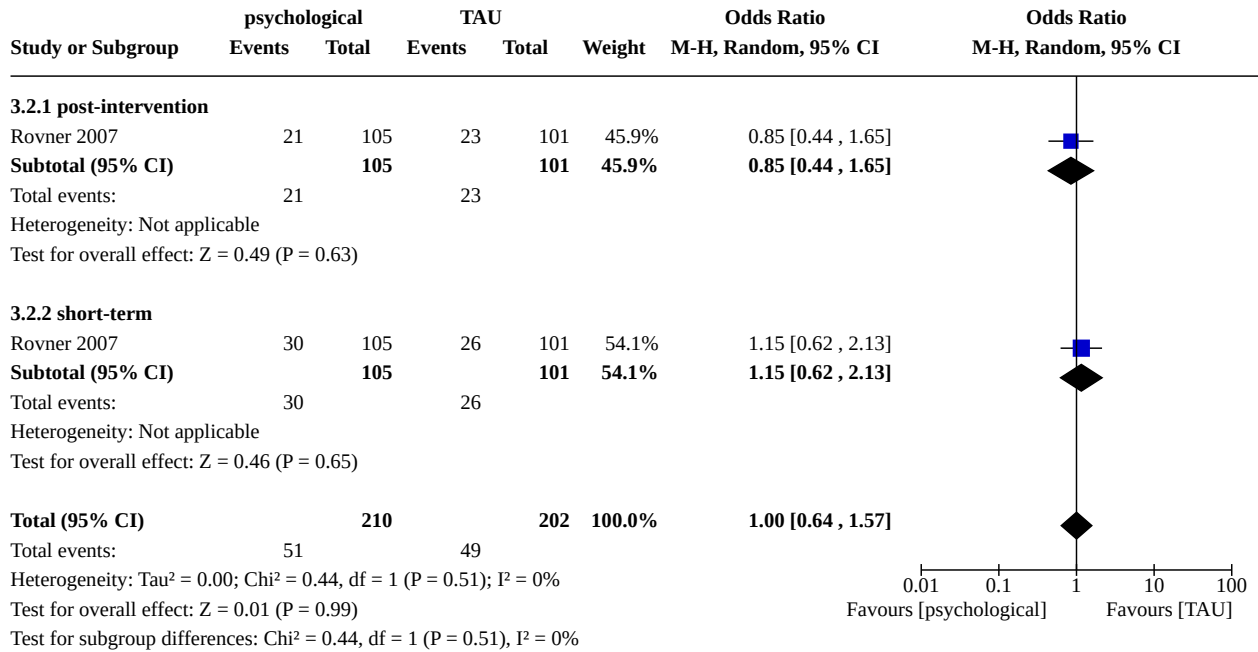 psychological TAU Odds Ratio Odds Ratio
Study or Subgroup Events Total Events Total Weight M-H, Random, 95% CI M-H, Random, 95% CI
3.2.1 post-intervention
Rovner 2007 21 105 23 101 45.9% 0.85 [0.44 , 1.65]
Subtotal (95% CI) 105 101 45.9% 0.85 [0.44 , 1.65]
Total events: 21 23
Heterogeneity: Not applicable
Test for overall effect: Z = 0.49 (P = 0.63)
3.2.2 short-term
Rovner 2007 30 105 26 101 54.1% 1.15 [0.62 , 2.13]
Subtotal (95% CI) 105 101 54.1% 1.15 [0.62 , 2.13]
Total events: 30 26
Heterogeneity: Not applicable
Test for overall effect: Z = 0.46 (P = 0.65)
Total (95% CI) 210 202 100.0% 1.00 [0.64 , 1.57]
Total events: 51 49
Heterogeneity: Tau² = 0.00; Chi² = 0.44, df = 1 (P = 0.51); I² = 0%
0.01 0.1 1 10 100
Test for overall effect: Z = 0.01 (P = 0.99)
Favours [psychological] Favours [TAU]
Test for subgroup differences: Chi² = 0.44, df = 1 (P = 0.51), I² = 0%